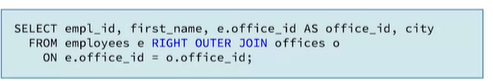 SELECT empl_id, first_name, e.office_id AS office_id, city
FROM employees e RIGHT OUTER JOIN offices o
ON e.office_id = o.office_id;